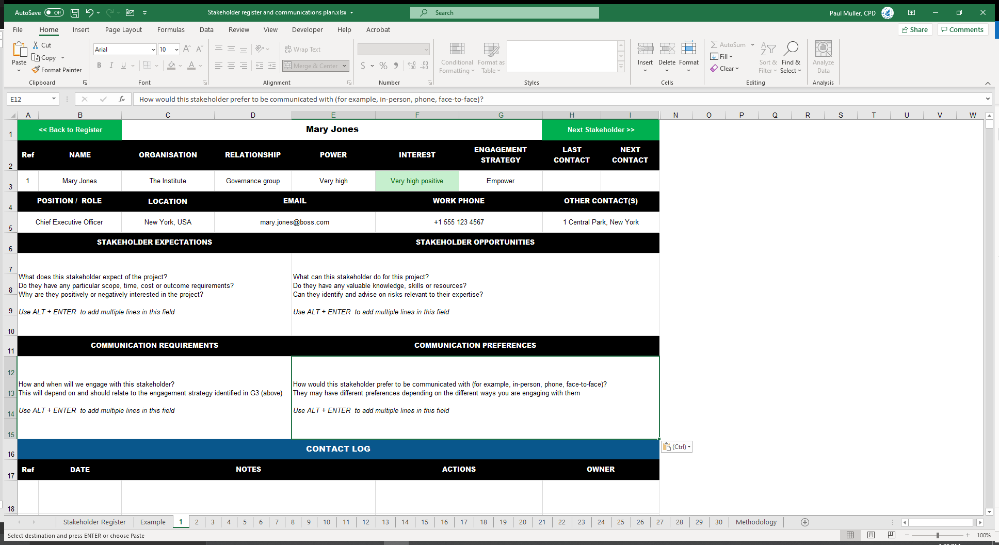 AutoSave Off
Stakeholder register and communications plan.xlsx
Search
Paul Muller, CPD
File Home Insert Page Layout Formulas Data Review View Developer Help Acrobat
Share Comments
Paste
Cut
Copy
Format Painter
Clipboard
Arial 10
B I U
Font
ab Wrap Text
Merge & Center
Alignment
$ %
Number
Conditional Formatting
Format as Table
Styles
Insert Delete Format
Cells
AutoSum
Fill
Clear
Sort & Filter
Find & Select
Editing
Analyze Data
Analysis
E12
fx
How would this stakeholder prefer to be communicated with (for example, in-person, phone, face-to-face)?
A B C D E F G H I N O P Q R S T U V W
1 << Back to Register Mary Jones Next Stakeholder >>
2 Ref NAME ORGANISATION RELATIONSHIP POWER INTEREST ENGAGEMENT STRATEGY LAST CONTACT NEXT CONTACT
3 1 Mary Jones The Institute Governance group Very high Very high positive Empower
4 POSITION / ROLE LOCATION EMAIL WORK PHONE OTHER CONTACT(S)
5 Chief Executive Officer New York, USA mary.jones@boss.com +1 555 123 4567 1 Central Park, New York
6 STAKEHOLDER EXPECTATIONS STAKEHOLDER OPPORTUNITIES
7
8
9
10
What does this stakeholder expect of the project?
Do they have any particular scope, time, cost or outcome requirements?
Why are they positively or negatively interested in the project?
Use ALT + ENTER to add multiple lines in this field
What can this stakeholder do for this project?
Do they have any valuable knowledge, skills or resources?
Can they identify and advise on risks relevant to their expertise?
Use ALT + ENTER to add multiple lines in this field
11 COMMUNICATION REQUIREMENTS COMMUNICATION PREFERENCES
12
13
14
15
How and when will we engage with this stakeholder?
This will depend on and should relate to the engagement strategy identified in G3 (above)
Use ALT + ENTER to add multiple lines in this field
How would this stakeholder prefer to be communicated with (for example, in-person, phone, face-to-face)?
They may have different preferences depending on the different ways you are engaging with them
Use ALT + ENTER to add multiple lines in this field
16 CONTACT LOG
(Ctrl)
17 Ref DATE NOTES ACTIONS OWNER
18
Stakeholder Register Example 1 2 3 4 5 6 7 8 9 10 11 12 13 14 15 16 17 18 19 20 21 22 23 24 25 26 27 28 29 30 Methodology
Select destination and press ENTER or choose Paste
100%